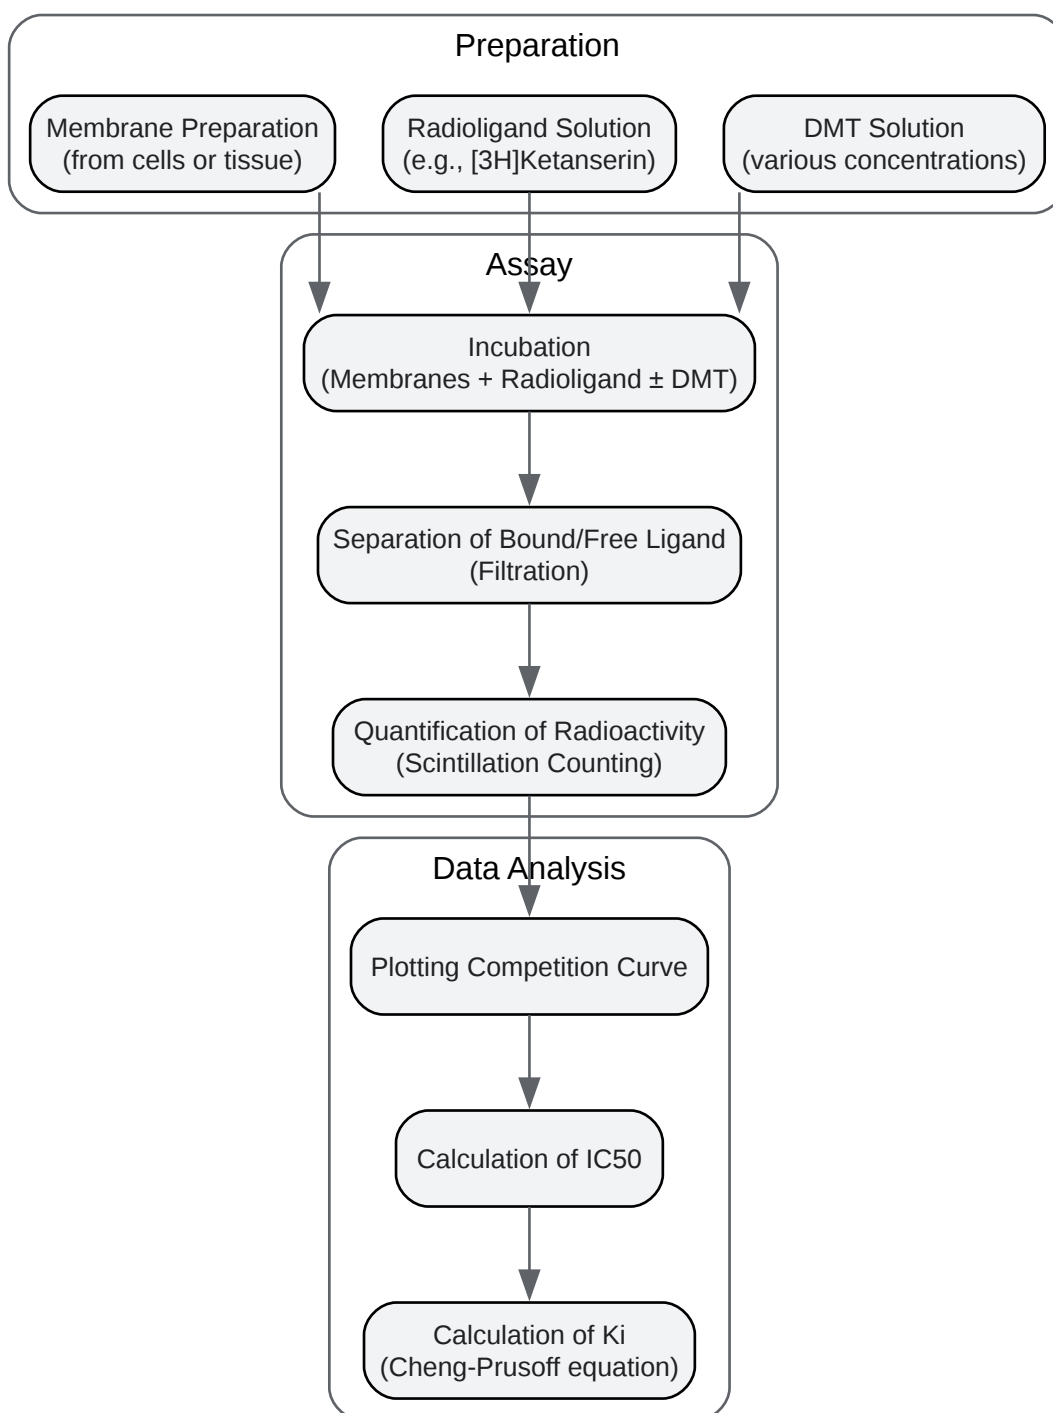 Preparation
Membrane Preparation
(from cells or tissue)
Radioligand Solution
(e.g., [3H]Ketanserin)
DMT Solution
(various concentrations)
Assay
Incubation
(Membranes + Radioligand ± DMT)
Separation of Bound/Free Ligand
(Filtration)
Quantification of Radioactivity
(Scintillation Counting)
Data Analysis
Plotting Competition Curve
Calculation of IC50
Calculation of Ki
(Cheng-Prusoff equation)